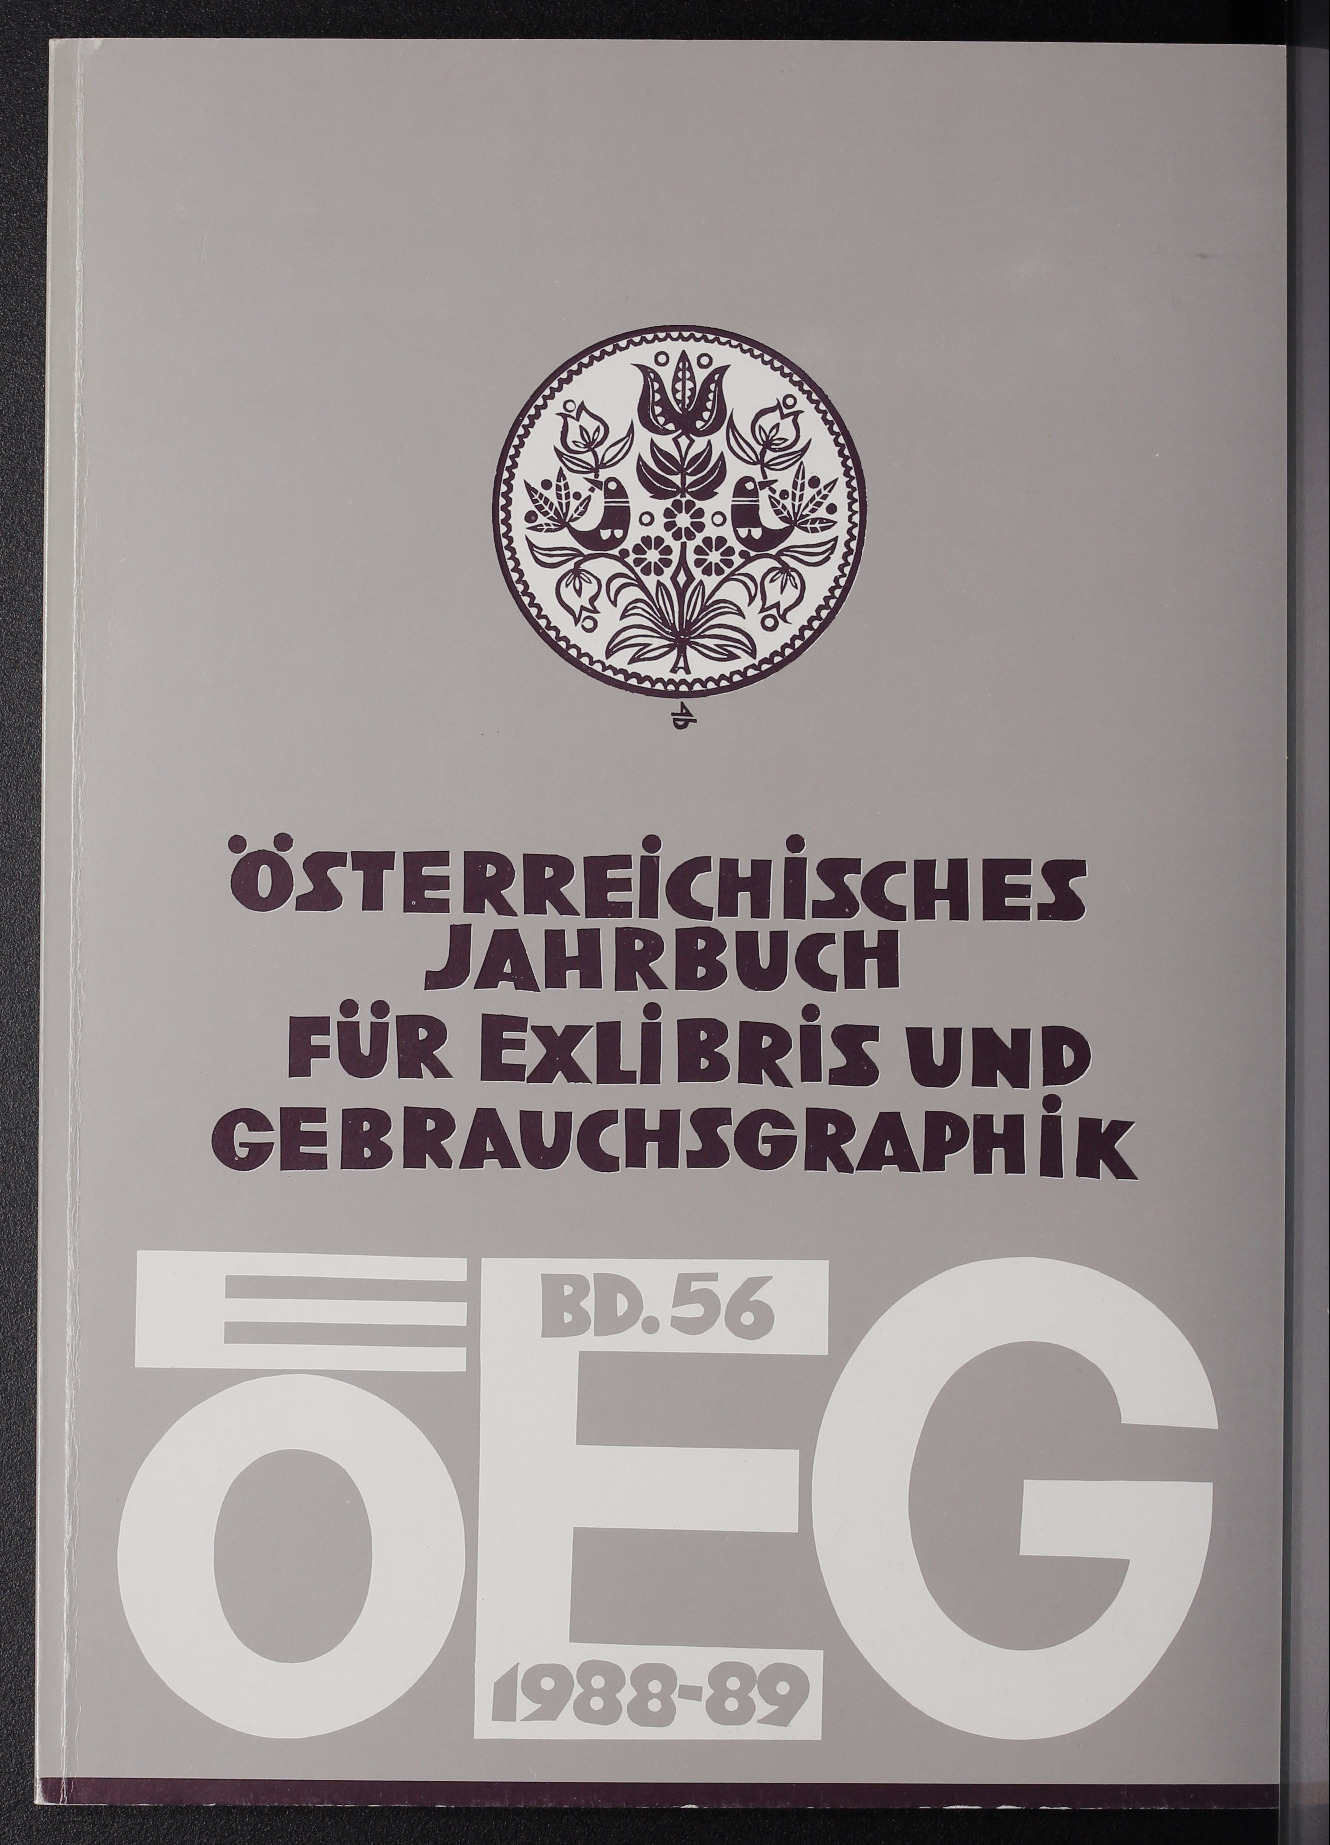 ÖSTERREICHISCHES
JAHRBUCH
FÜR EXLIBRIS UND
GEBRAUCHSGRAPHIK
BD. 56
ÖEG
1988-89